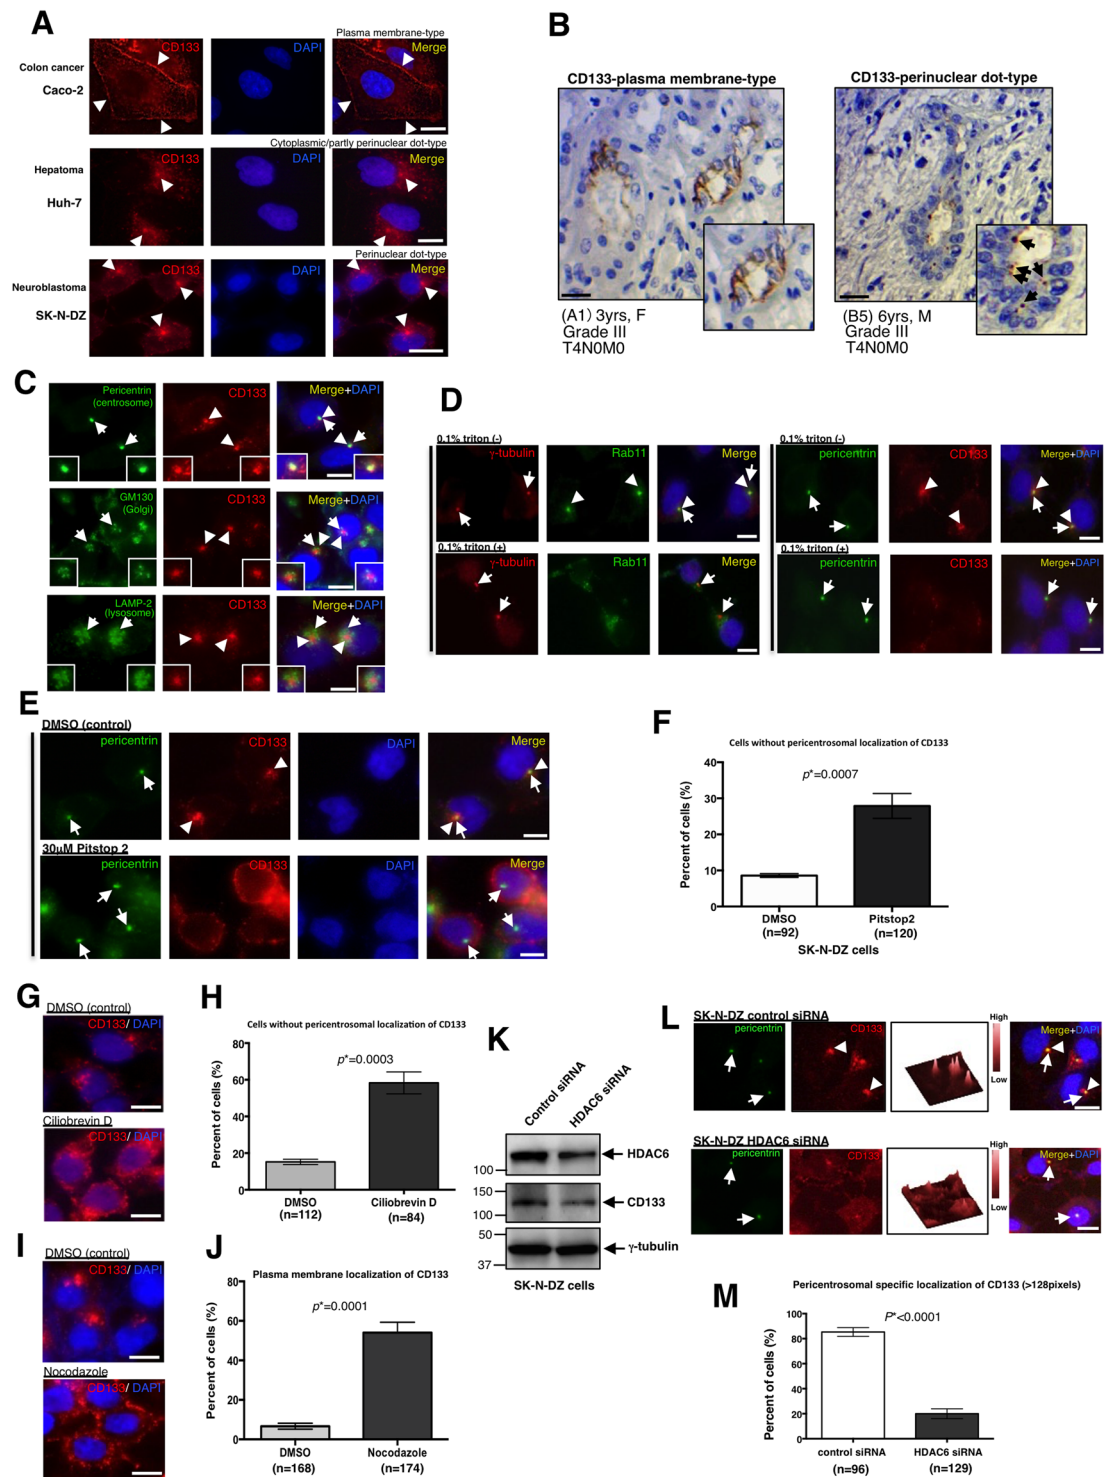 A
Plasma membrane-type
Colon cancer
Caco-2
CD133
DAPI
Merge
Cytoplasmic/partly perinuclear dot-type
Hepatoma
Huh-7
CD133
DAPI
Merge
Perinuclear dot-type
Neuroblastoma
SK-N-DZ
CD133
DAPI
Merge
B
CD133-plasma membrane-type
(A1) 3yrs, F
Grade III
T4N0M0
CD133-perinuclear dot-type
(B5) 6yrs, M
Grade III
T4N0M0
C
Pericentrin
(centrosome)
CD133
Merge+DAPI
GM130
(Golgi)
CD133
Merge+DAPI
LAMP-2
(lysosome)
CD133
Merge+DAPI
D
0.1% triton (-)
γ-tubulin
Rab11
Merge
0.1% triton (+)
γ-tubulin
Rab11
Merge
0.1% triton (-)
pericentrin
CD133
Merge+DAPI
0.1% triton (+)
pericentrin
CD133
Merge+DAPI
E
DMSO (control)
pericentrin
CD133
DAPI
Merge
30μM Pitstop 2
pericentrin
CD133
DAPI
Merge
F
Cells without pericentrosomal localization of CD133
p*=0.0007
Percent of cells (%)
40
30
20
10
0
DMSO
(n=92)
Pitstop2
(n=120)
SK-N-DZ cells
G
DMSO (control)
CD133/ DAPI
Ciliobrevin D
CD133/ DAPI
H
Cells without pericentrosomal localization of CD133
p*=0.0003
Percent of cells (%)
80
60
40
20
0
DMSO
(n=112)
Ciliobrevin D
(n=84)
I
DMSO (control)
CD133/ DAPI
Nocodazole
CD133/ DAPI
J
Plasma membrane localization of CD133
p*=0.0001
Percent of cells (%)
80
60
40
20
0
DMSO
(n=168)
Nocodazole
(n=174)
K
Control siRNA
HDAC6 siRNA
HDAC6
100
150
CD133
100
50
γ-tubulin
37
SK-N-DZ cells
L
SK-N-DZ control siRNA
pericentrin
CD133
High
Low
Merge+DAPI
SK-N-DZ HDAC6 siRNA
pericentrin
CD133
High
Low
Merge+DAPI
M
Pericentrosomal specific localization of CD133 (>128pixels)
P*<0.0001
Percent of cells (%)
100
80
60
40
20
0
control siRNA
(n=96)
HDAC6 siRNA
(n=129)